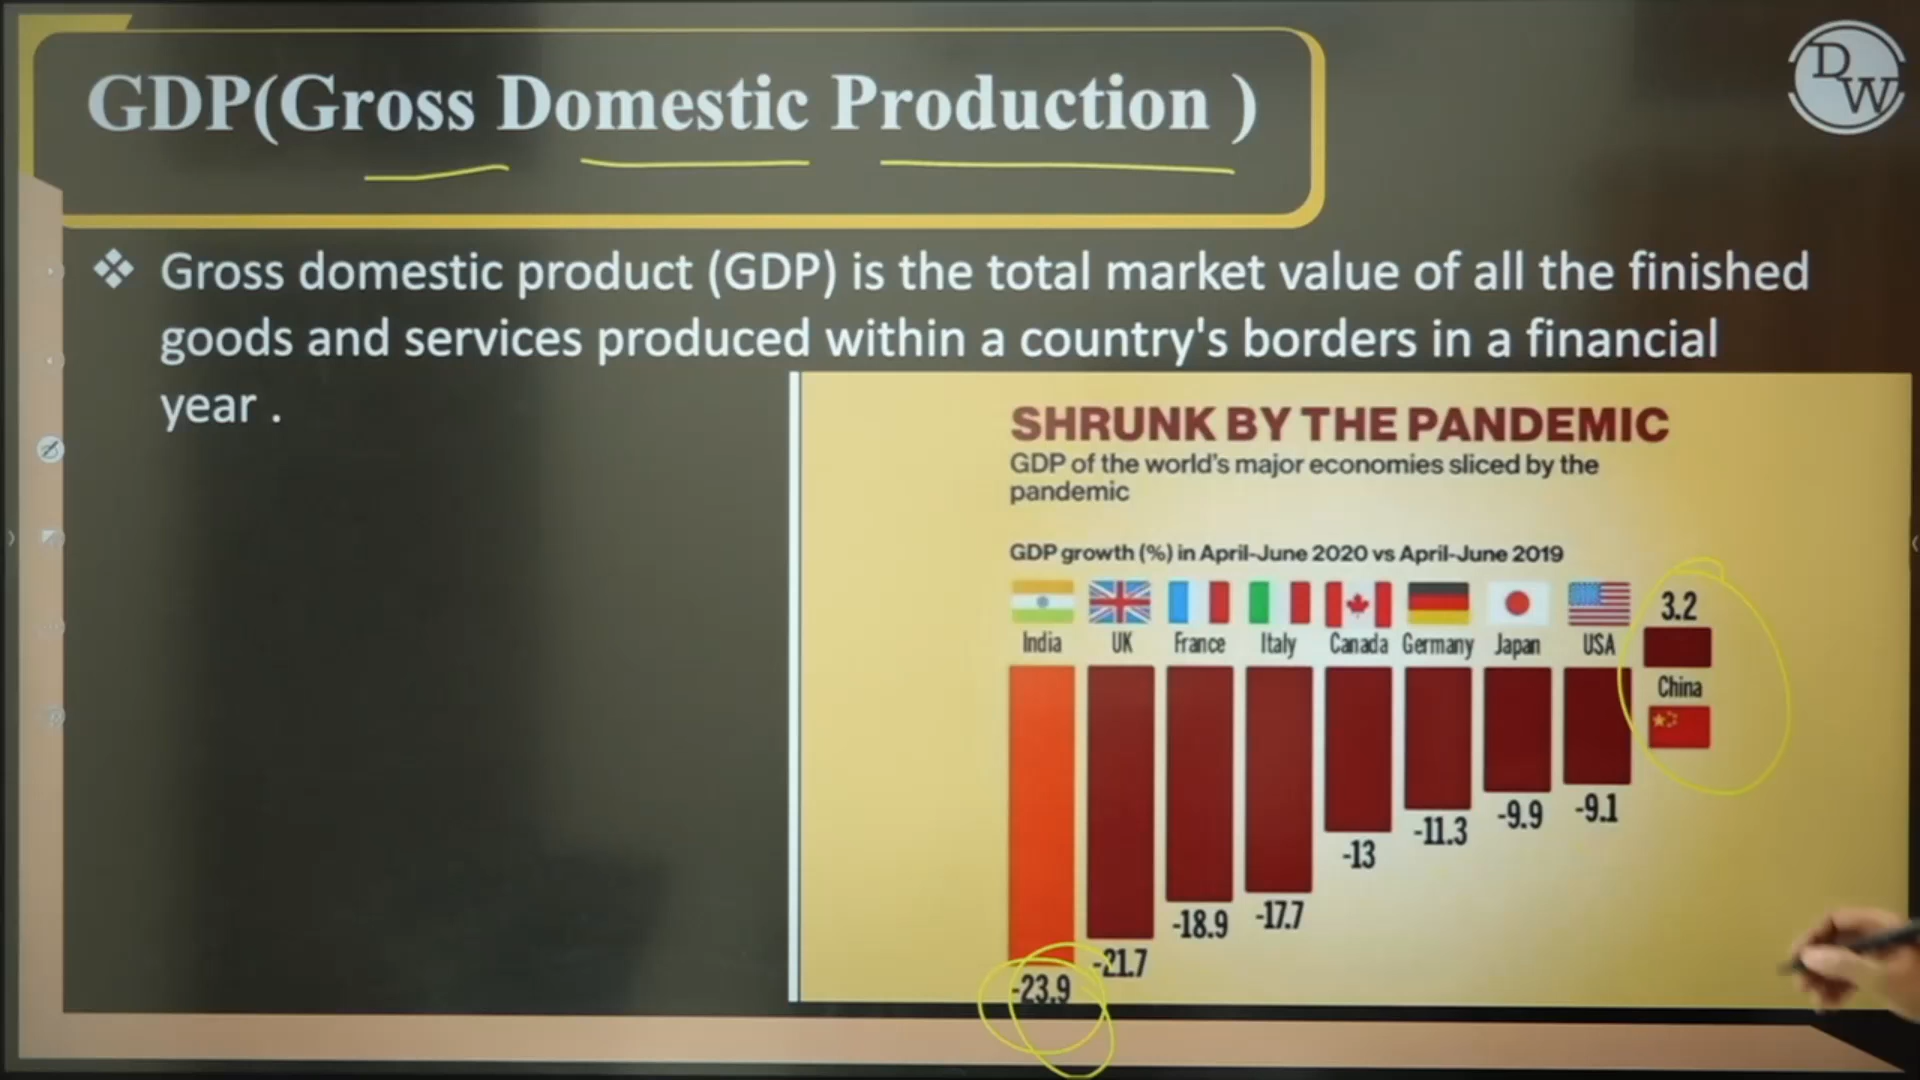 GDP(Gross Domestic Production )
DW
Gross domestic product (GDP) is the total market value of all the finished
goods and services produced within a country's borders in a financial
year .
SHRUNK BY THE PANDEMIC
GDP of the world's major economies sliced by the
pandemic
GDP growth (%) in April-June 2020 vs April-June 2019
India UK France Italy Canada Germany Japan USA
3.2
China
-23.9 -21.7 -18.9 -17.7 -13 -11.3 -9.9 -9.1